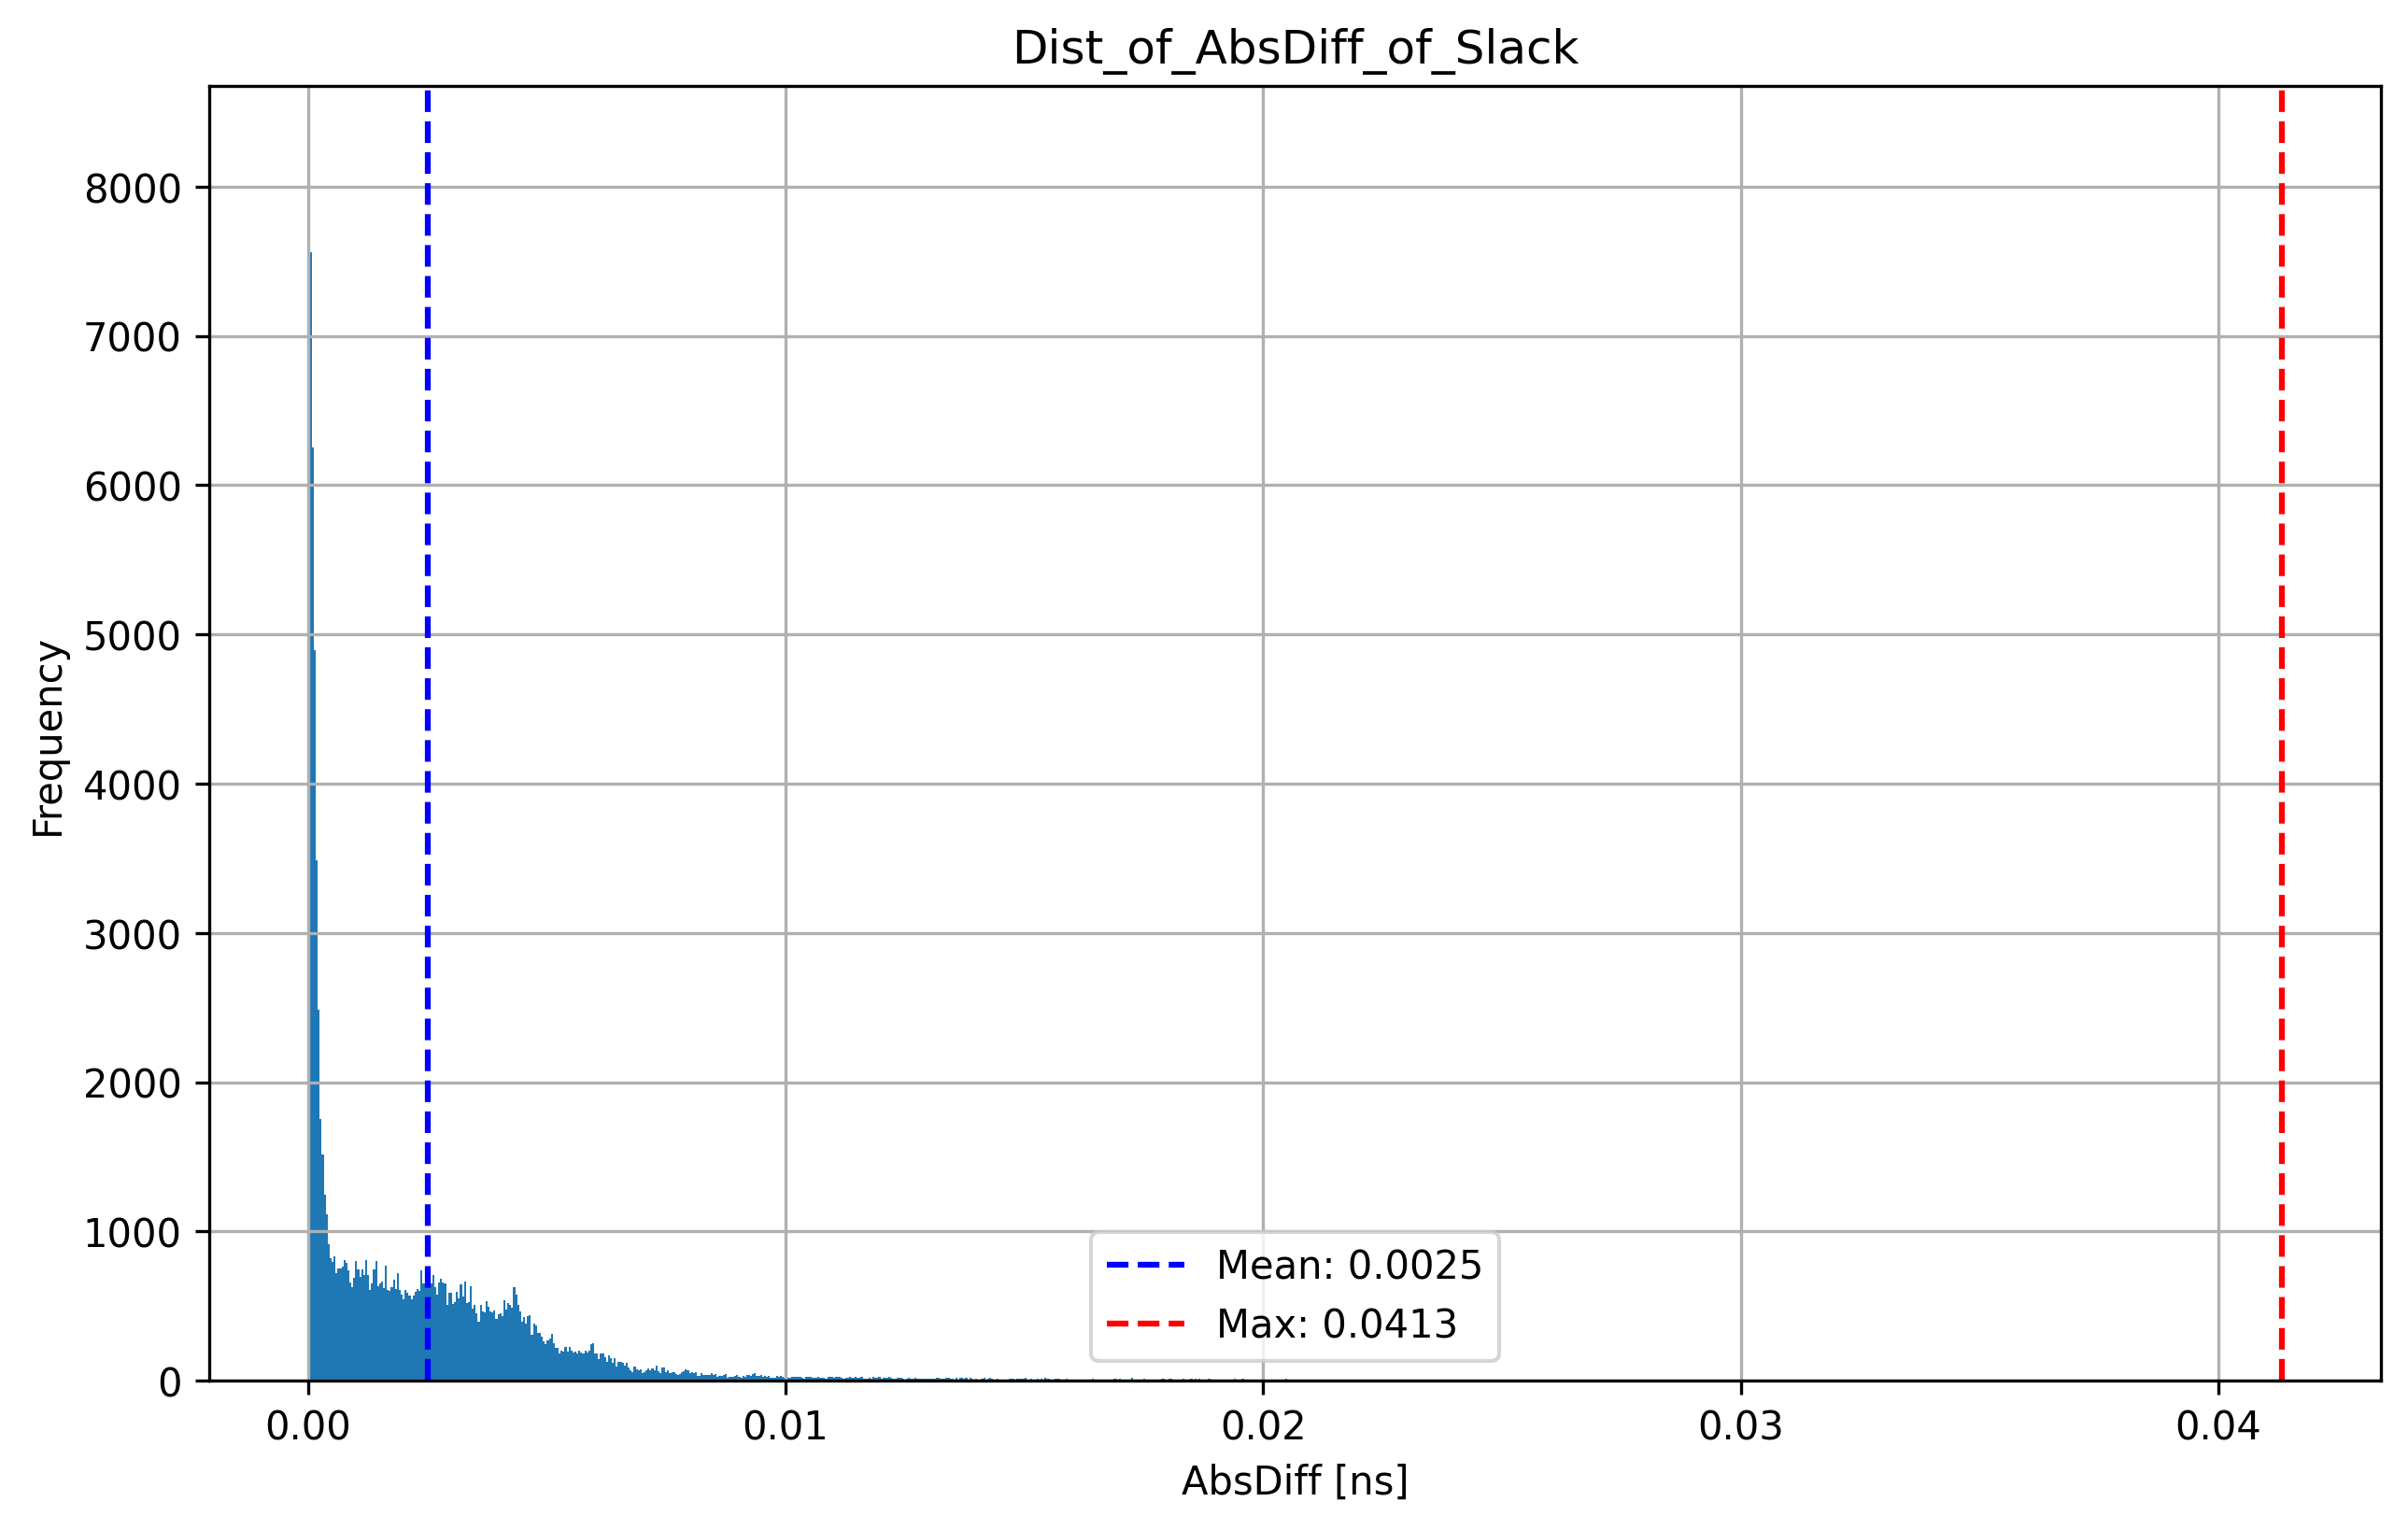 Dist_of_AbsDiff_of_Slack
Frequency
8000
7000
6000
5000
4000
3000
2000
1000
0
Mean: 0.0025
Max: 0.0413
0.00 0.01 0.02 0.03 0.04
AbsDiff [ns]